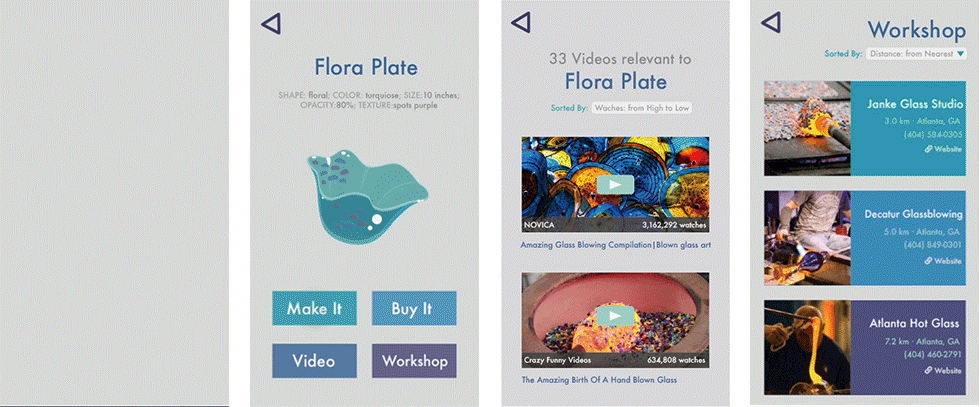 Flora Plate
SHAPE: floral; COLOR: turquiose; SIZE:10 inches;
OPACITY:80%; TEXTURE:spots purple
Make It
Buy It
Video
Workshop
33 Videos relevant to
Flora Plate
Sorted By: Waches: from High to Low
NOVICA 3,162,292 watches
Amazing Glass Blowing Compilation|Blown glass art
Crazy Funny Videos 634,808 watches
The Amazing Birth Of A Hand Blown Glass
Workshop
Sorted By: Distance: from Nearest
Janke Glass Studio
3.0 km · Atlanta, GA
(404) 584-0305
Website
Decatur Glassblowing
5.0 km · Atlanta, GA
(404) 849-0301
Website
Atlanta Hot Glass
7.2 km · Atlanta, GA
(404) 460-2791
Website